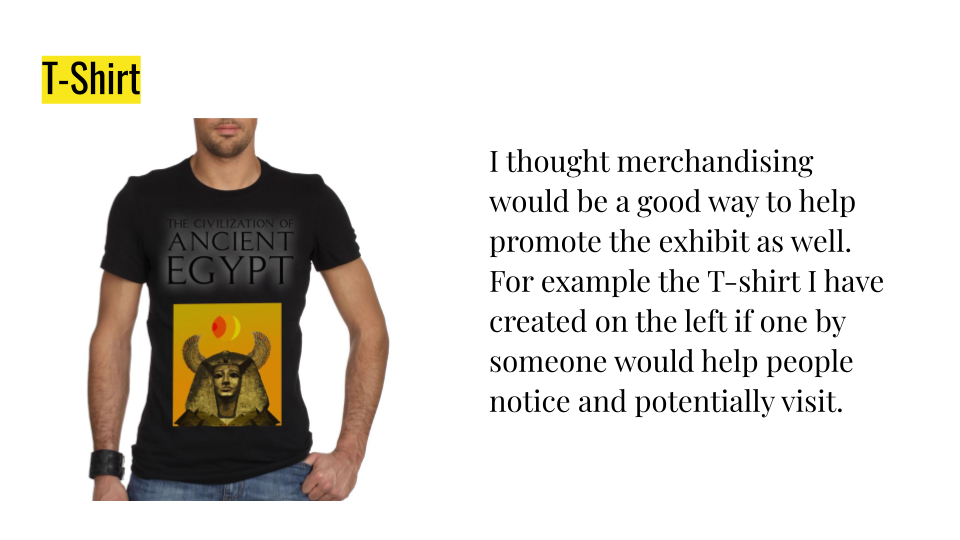 T-Shirt
THE CIVILIZATION OF
ANCIENT
EGYPT
I thought merchandising
would be a good way to help
promote the exhibit as well.
For example the T-shirt I have
created on the left if one by
someone would help people
notice and potentially visit.